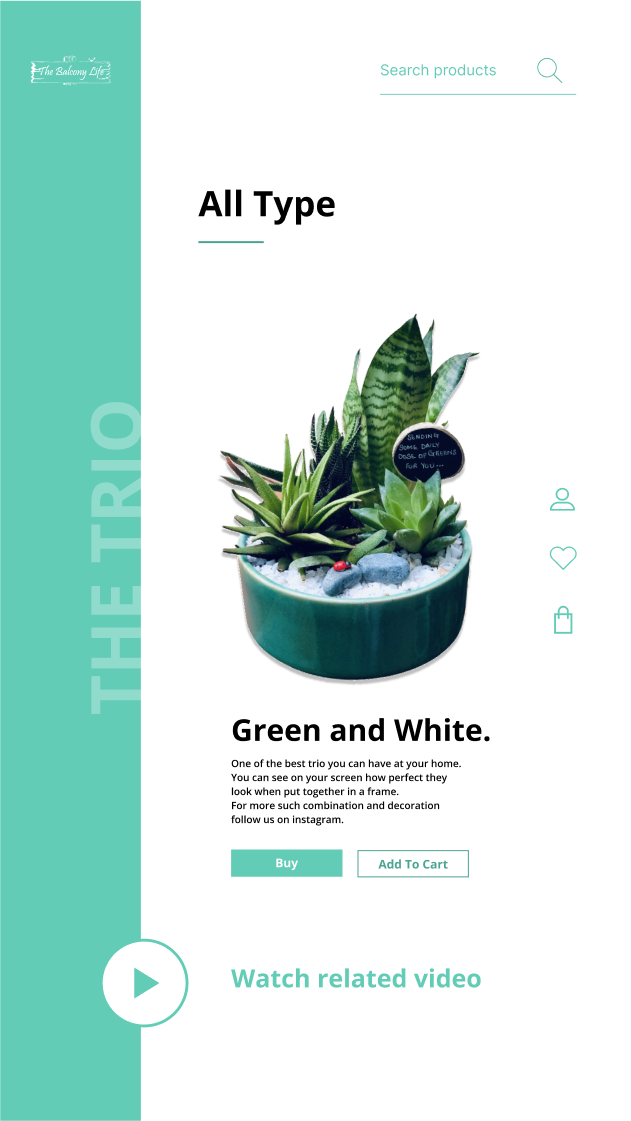 The Balcony Life
Search products
All Type
THE TRIO
SENDING
SOME DAILY
DOSE OF GREENS
FOR YOU...
Green and White.
One of the best trio you can have at your home.
You can see on your screen how perfect they
look when put together in a frame.
For more such combination and decoration
follow us on instagram.
Buy
Add To Cart
Watch related video